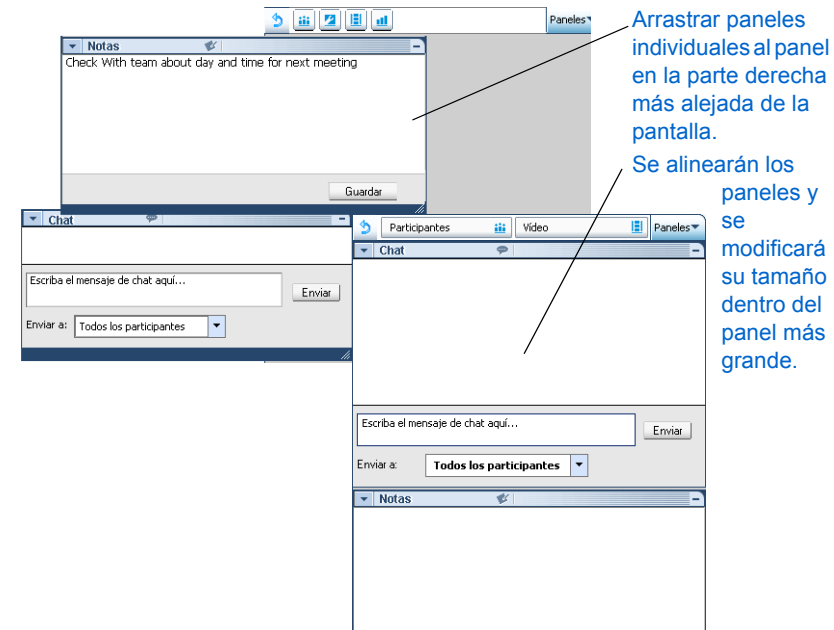 Paneles
Notas
Check With team about day and time for next meeting
Guardar
Chat
Escriba el mensaje de chat aquí...
Enviar
Enviar a:
Todos los participantes
Participantes
Vídeo
Paneles
Chat
Escriba el mensaje de chat aquí...
Enviar
Enviar a:
Todos los participantes
Notas
Arrastrar paneles
individuales al panel
en la parte derecha
más alejada de la
pantalla.
Se alinearán los
paneles y
se
modificará
su tamaño
dentro del
panel más
grande.